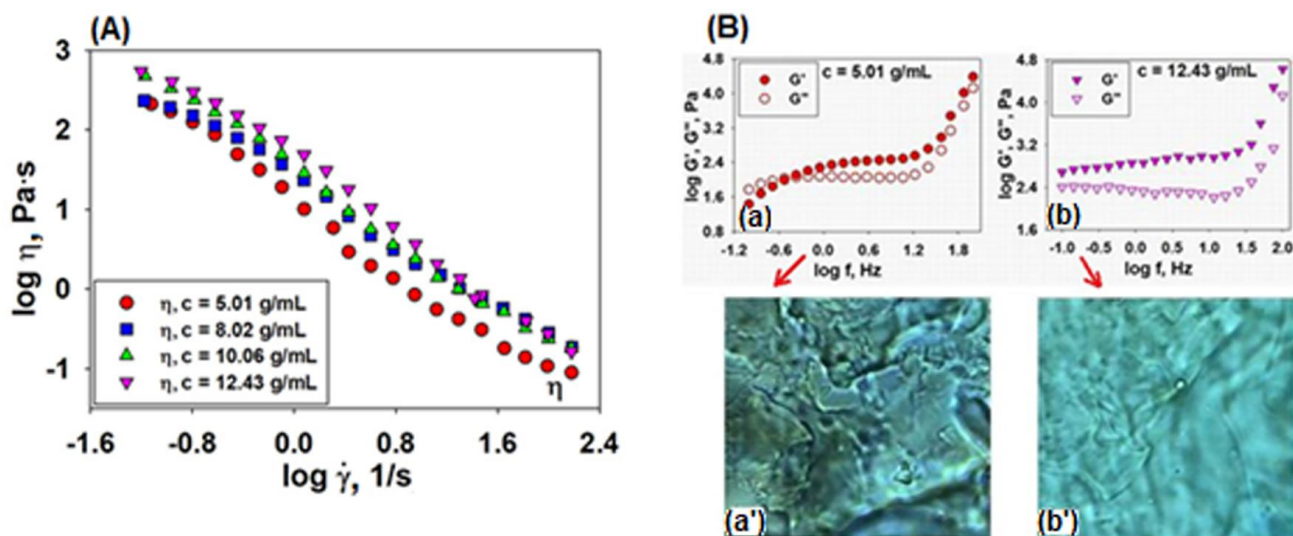 (A)
3
2
1
0
-1
log η, Pa·s
η, c = 5.01 g/mL
η, c = 8.02 g/mL
η, c = 10.06 g/mL
η, c = 12.43 g/mL
η
-1.6 -0.8 0.0 0.8 1.6 2.4
log γ̇, 1/s
(B)
4.8
4.0
3.2
2.4
1.6
0.8
log G', G'', Pa
G' c = 5.01 g/mL
G''
(a)
-1.2 -0.6 0.0 0.6 1.2 1.8
log f, Hz
4.8
4.0
3.2
2.4
1.6
log G', G'', Pa
G' c = 12.43 g/mL
G''
(b)
-1.0 -0.5 0.0 0.5 1.0 1.5 2.0
log f, Hz
(a')
(b')